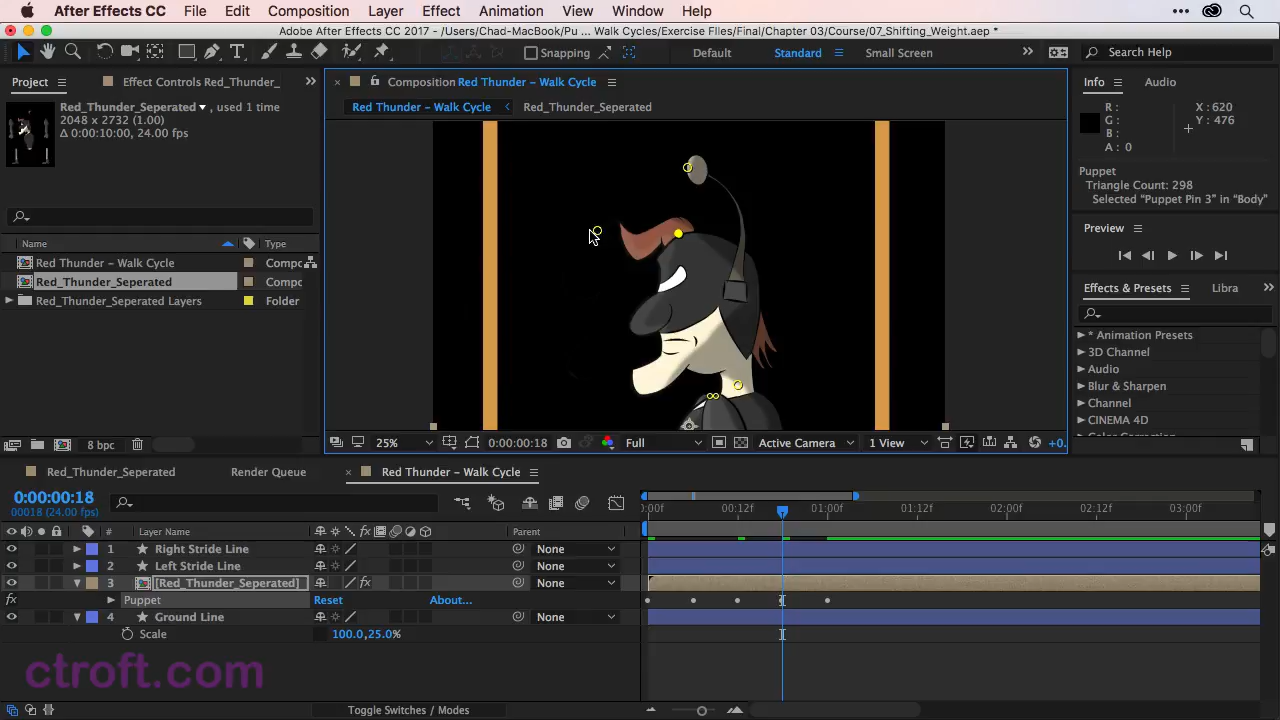 After Effects CC File Edit Composition Layer Effect Animation View Window Help
Adobe After Effects CC 2017 - /Users/Chad-MacBook/Pu ... Walk Cycles/Exercise Files/Final/Chapter 03/Course/07_Shifting_Weight.aep *
Snapping Default Standard Small Screen Search Help
Project Effect Controls Red_Thunder_ Composition Red Thunder – Walk Cycle Info Audio
Red_Thunder_Seperated , used 1 time Red Thunder – Walk Cycle Red_Thunder_Seperated R : X : 620
2048 x 2732 (1.00) G : Y : 476
Δ 0:00:10:00, 24.00 fps B :
A : 0
Puppet
Triangle Count: 298
Selected “Puppet Pin 3” in “Body”
Preview
Name Type
Red Thunder – Walk Cycle Compo
Red_Thunder_Seperated Compo
Effects & Presets Libra
Red_Thunder_Seperated Layers Folder
* Animation Presets
3D Channel
Audio
Blur & Sharpen
Channel
CINEMA 4D
8 bpc 25% 0:00:00:18 Full Active Camera 1 View +0.
Red_Thunder_Seperated Render Queue Red Thunder – Walk Cycle
0:00:00:18
00018 (24.00 fps) :00f 00:12f 01:00f 01:12f 02:00f 02:12f 03:00f
# Layer Name Parent
1 Right Stride Line None
2 Left Stride Line None
3 [Red_Thunder_Seperated] None
Puppet Reset About...
4 Ground Line None
Scale 100.0,25.0%
ctroft.com
Toggle Switches / Modes